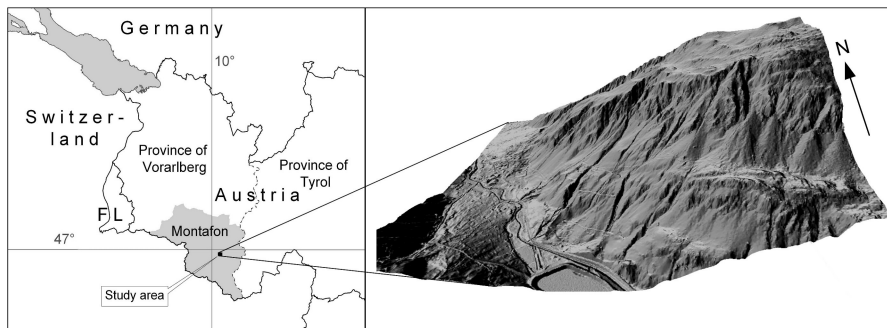 Germany
10°
Switzer-
land
Province of
Vorarlberg
Province of
Tyrol
Austria
FL
Montafon
47°
Study area
N